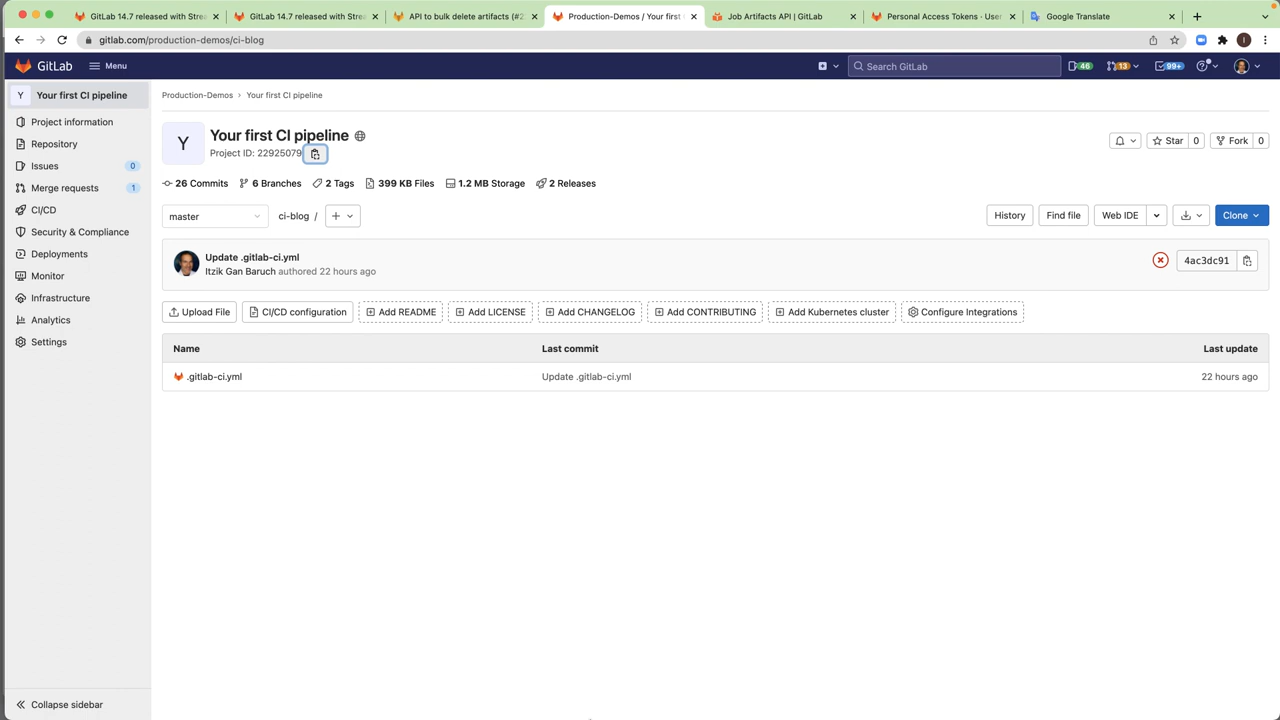 GitLab 14.7 released with Strea
GitLab 14.7 released with Strea
API to bulk delete artifacts (#2
Production-Demos / Your first
Job Artifacts API | GitLab
Personal Access Tokens · User
Google Translate
gitlab.com/production-demos/ci-blog
I
GitLab
Menu
Search GitLab
46
13
99+
Y
Your first CI pipeline
Project information
Repository
Issues
0
Merge requests
1
CI/CD
Security & Compliance
Deployments
Monitor
Infrastructure
Analytics
Settings
Collapse sidebar
Production-Demos › Your first CI pipeline
Y
Your first CI pipeline
Project ID: 22925079
Star 0
Fork 0
26 Commits 6 Branches 2 Tags 399 KB Files 1.2 MB Storage 2 Releases
master
ci-blog /
History
Find file
Web IDE
Clone
Update .gitlab-ci.yml
Itzik Gan Baruch authored 22 hours ago
4ac3dc91
Upload File
CI/CD configuration
Add README
Add LICENSE
Add CHANGELOG
Add CONTRIBUTING
Add Kubernetes cluster
Configure Integrations
Name Last commit Last update
.gitlab-ci.yml Update .gitlab-ci.yml 22 hours ago